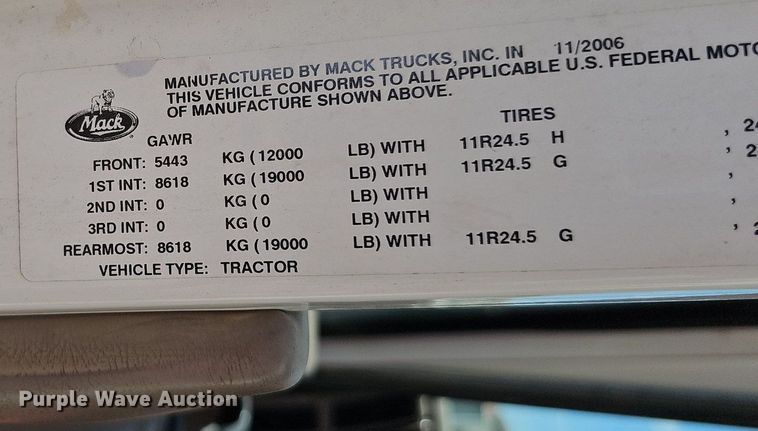 MANUFACTURED BY MACK TRUCKS, INC. IN 11/2006
THIS VEHICLE CONFORMS TO ALL APPLICABLE U.S. FEDERAL
OF MANUFACTURE SHOWN ABOVE.
Mack
GAWR TIRES
FRONT: 5443 KG ( 12000 LB) WITH 11R24.5 H ,
1ST INT: 8618 KG ( 19000 LB) WITH 11R24.5 G ,
2ND INT: 0 KG ( 0 LB) WITH ,
3RD INT: 0 KG ( 0 LB) WITH ,
REARMOST: 8618 KG ( 19000 LB) WITH 11R24.5 G ,
VEHICLE TYPE: TRACTOR
Purple Wave Auction